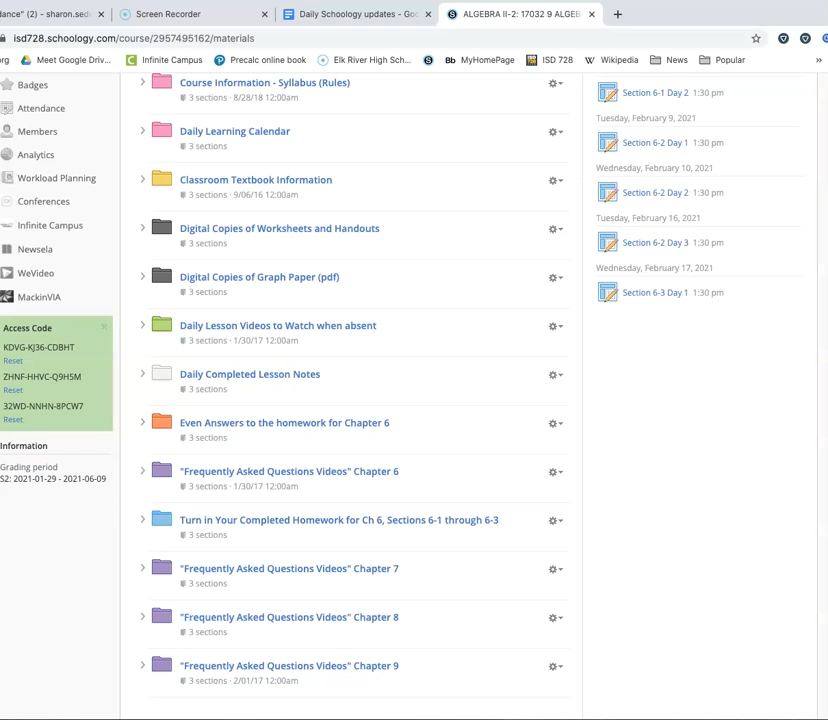 dance" (2) - sharon.sed
Screen Recorder
Daily Schoology updates - Goo
ALGEBRA II-2: 17032 9 ALGEB
isd728.schoology.com/course/2957495162/materials
org
Meet Google Driv...
Infinite Campus
Precalc online book
Elk River High Sch...
Bb MyHomePage
ISD 728
Wikipedia
News
Popular
»
Badges
Attendance
Members
Analytics
Workload Planning
Conferences
Infinite Campus
Newsela
WeVideo
MackinVIA
Access Code
KDVG-KJ36-CDBHT
Reset
ZHNF-HHVC-Q9H5M
Reset
32WD-NNHN-8PCW7
Reset
Information
Grading period
S2: 2021-01-29 - 2021-06-09
Course Information - Syllabus (Rules)
3 sections · 8/28/18 12:00am
Daily Learning Calendar
3 sections
Classroom Textbook Information
3 sections · 9/06/16 12:00am
Digital Copies of Worksheets and Handouts
3 sections
Digital Copies of Graph Paper (pdf)
3 sections
Daily Lesson Videos to Watch when absent
3 sections · 1/30/17 12:00am
Daily Completed Lesson Notes
3 sections
Even Answers to the homework for Chapter 6
3 sections
"Frequently Asked Questions Videos" Chapter 6
3 sections · 1/30/17 12:00am
Turn in Your Completed Homework for Ch 6, Sections 6-1 through 6-3
3 sections
"Frequently Asked Questions Videos" Chapter 7
3 sections
"Frequently Asked Questions Videos" Chapter 8
3 sections
"Frequently Asked Questions Videos" Chapter 9
3 sections · 2/01/17 12:00am
Section 6-1 Day 2 1:30 pm
Tuesday, February 9, 2021
Section 6-2 Day 1 1:30 pm
Wednesday, February 10, 2021
Section 6-2 Day 2 1:30 pm
Tuesday, February 16, 2021
Section 6-2 Day 3 1:30 pm
Wednesday, February 17, 2021
Section 6-3 Day 1 1:30 pm